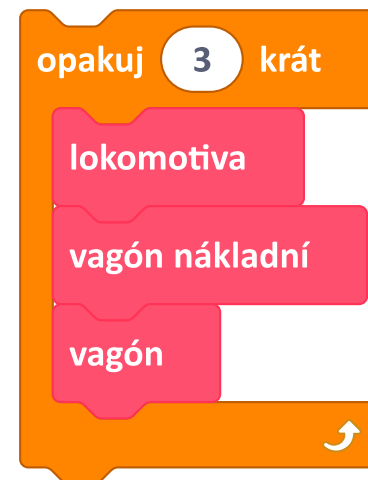 opakuj 3 krát
lokomotiva
vagón nákladní
vagón